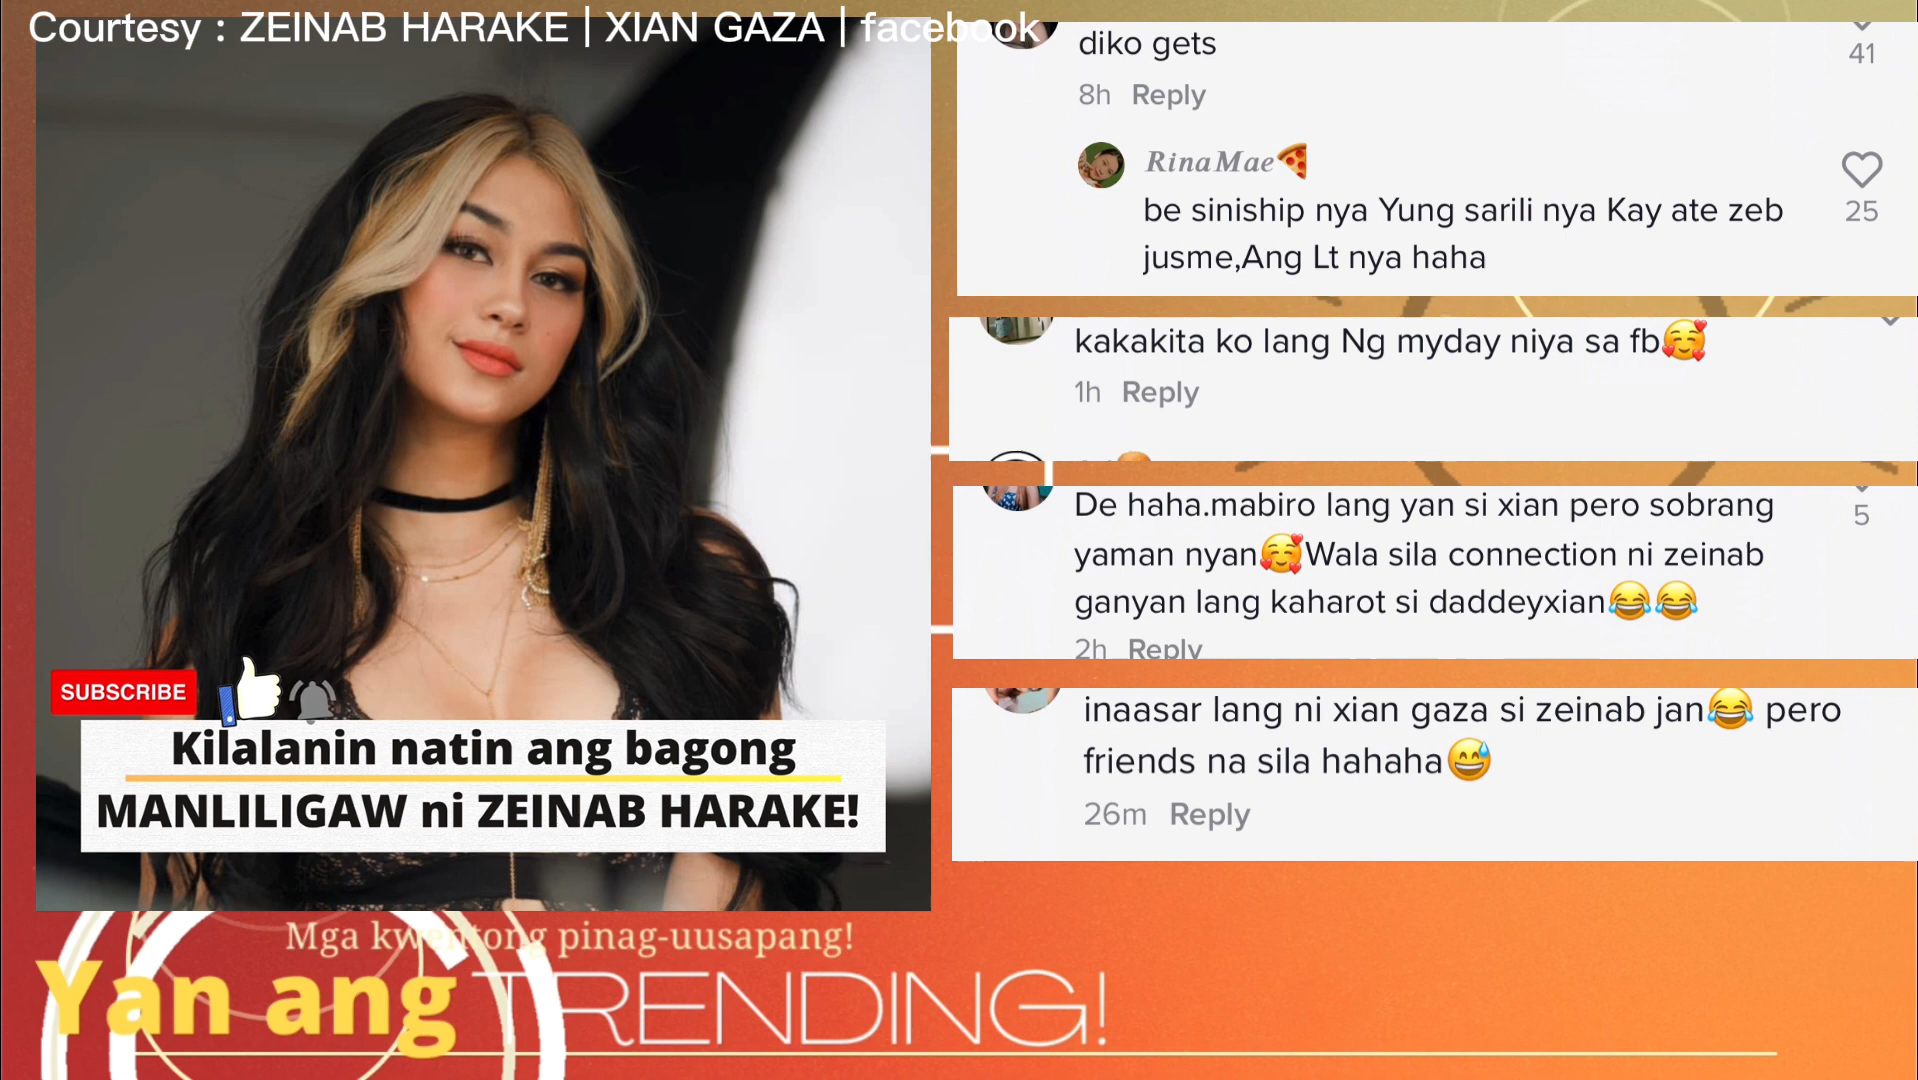 Courtesy : ZEINAB HARAKE | XIAN GAZA | facebook
diko gets
41
8h Reply
RinaMae
be siniship nya Yung sarili nya Kay ate zeb
25
jusme,Ang Lt nya haha
kakakita ko lang Ng myday niya sa fb
1h Reply
De haha.mabiro lang yan si xian pero sobrang
5
yaman nyan Wala sila connection ni zeinab
ganyan lang kaharot si daddeyxian
2h Reply
inaasar lang ni xian gaza si zeinab jan pero
friends na sila hahaha
26m Reply
SUBSCRIBE
Kilalanin natin ang bagong
MANLILIGAW ni ZEINAB HARAKE!
Mga kwentong pinag-uusapang!
Yan ang TRENDING!